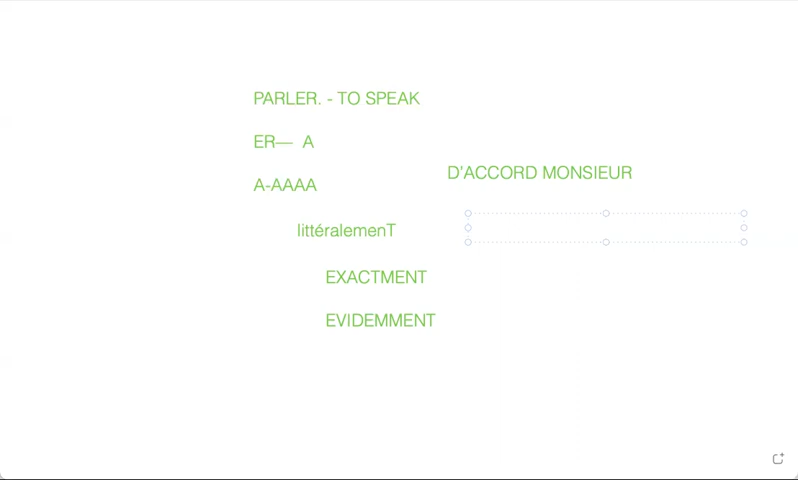 PARLER. - TO SPEAK
ER— A
D'ACCORD MONSIEUR
A-AAAA
littéralemenT
EXACTMENT
EVIDEMMENT